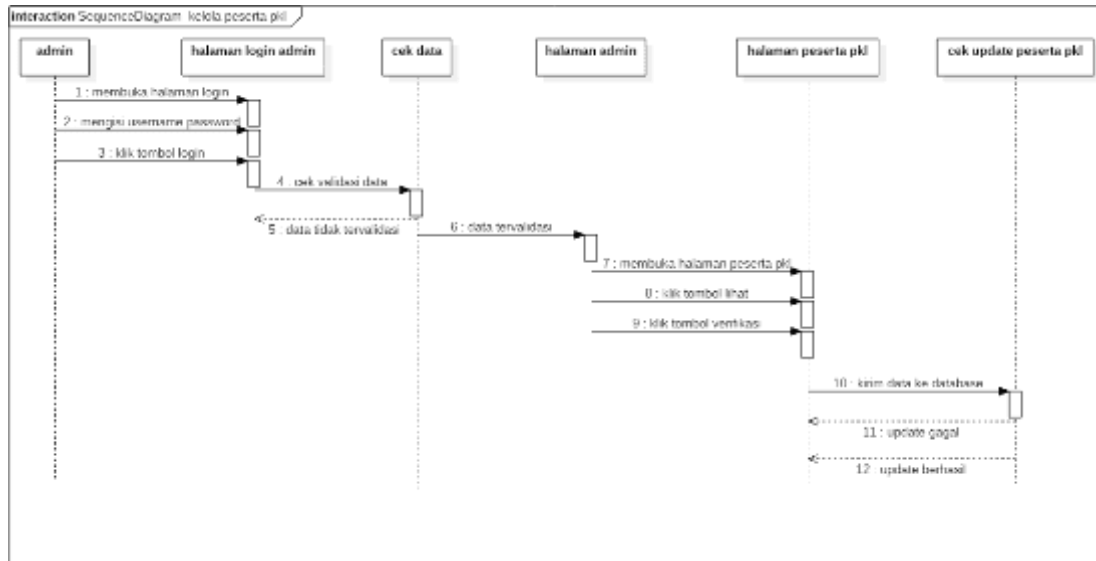 interaction SequenceDiagram kelola peserta pkl
admin
halaman login admin
cek data
halaman admin
halaman peserta pkl
cek update peserta pkl
1 : membuka halaman login
2 : mengisi username password
3 : klik tombol login
4 : cek validasi data
5 : data tidak tervalidasi
6 : data tervalidasi
7 : membuka halaman peserta pkl
8 : klik tombol lihat
9 : klik tombol verifikasi
10 : kirim data ke database
11 : update gagal
12 : update berhasil